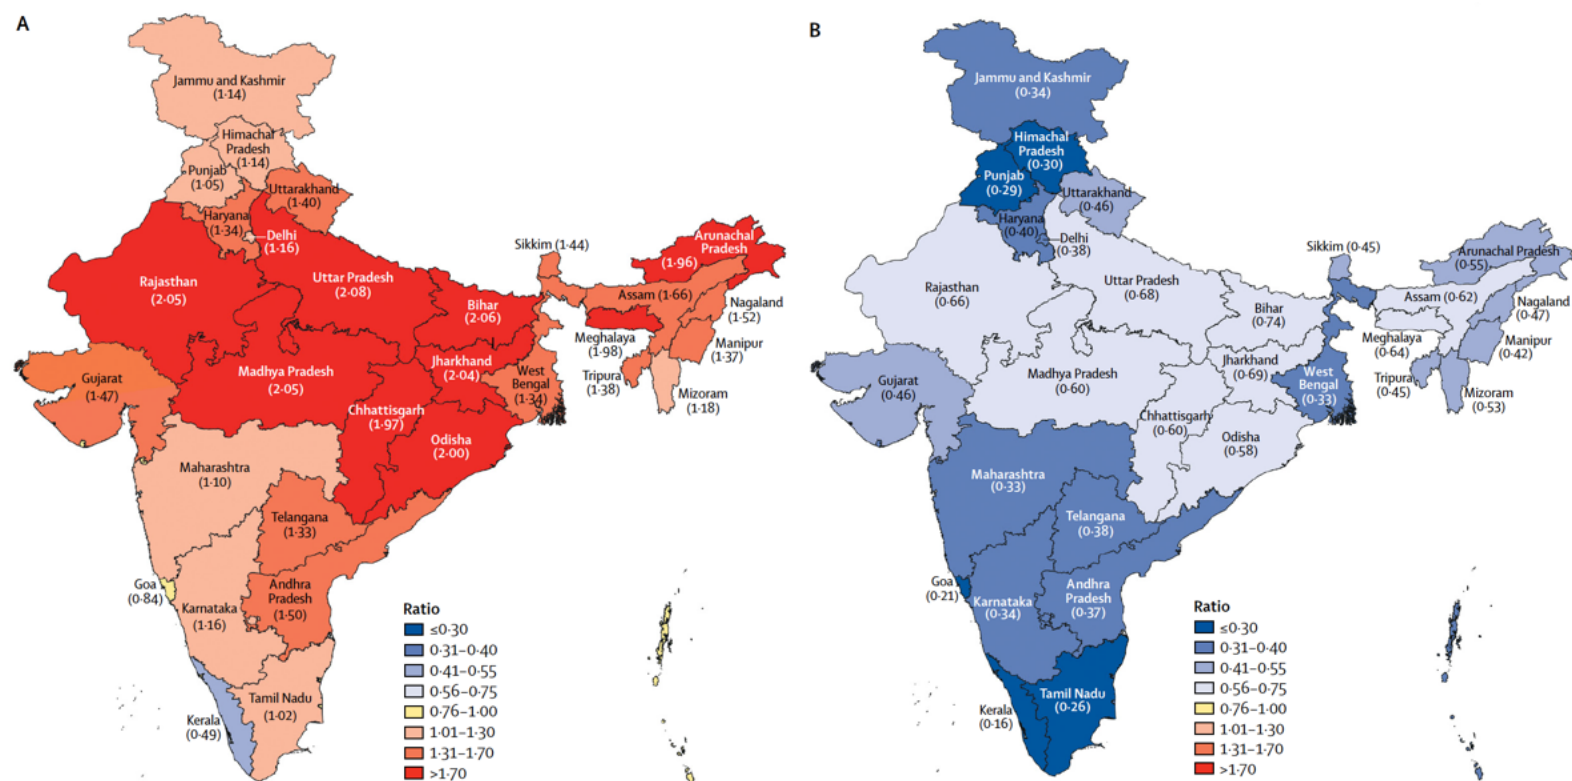 A
Jammu and Kashmir
(1·14)
Himachal
Pradesh
(1·14)
Punjab
(1·05)
Uttarakhand
(1·40)
Haryana
(1·34)
Delhi
(1·16)
Rajasthan
(2·05)
Uttar Pradesh
(2·08)
Bihar
(2·06)
Sikkim (1·44)
Arunachal
Pradesh
(1·96)
Assam (1·66)
Nagaland
(1·52)
Meghalaya
(1·98)
Manipur
(1·37)
Tripura
(1·38)
Mizoram
(1·18)
Gujarat
(1·47)
Madhya Pradesh
(2·05)
Jharkhand
(2·04)
West
Bengal
(1·34)
Chhattisgarh
(1·97)
Odisha
(2·00)
Maharashtra
(1·10)
Telangana
(1·33)
Goa
(0·84)
Karnataka
(1·16)
Andhra
Pradesh
(1·50)
Kerala
(0·49)
Tamil Nadu
(1·02)
Ratio
≤0·30
0·31–0·40
0·41–0·55
0·56–0·75
0·76–1·00
1·01–1·30
1·31–1·70
>1·70
B
Jammu and Kashmir
(0·34)
Himachal
Pradesh
(0·30)
Punjab
(0·29)
Uttarakhand
(0·46)
Haryana
(0·40)
Delhi
(0·38)
Rajasthan
(0·66)
Uttar Pradesh
(0·68)
Bihar
(0·74)
Sikkim (0·45)
Arunachal Pradesh
(0·55)
Assam (0·62)
Nagaland
(0·47)
Meghalaya
(0·64)
Manipur
(0·42)
Tripura
(0·45)
Mizoram
(0·53)
Gujarat
(0·46)
Madhya Pradesh
(0·60)
Jharkhand
(0·69)
West
Bengal
(0·33)
Chhattisgarh
(0·60)
Odisha
(0·58)
Maharashtra
(0·33)
Telangana
(0·38)
Goa
(0·21)
Karnataka
(0·34)
Andhra
Pradesh
(0·37)
Kerala
(0·16)
Tamil Nadu
(0·26)
Ratio
≤0·30
0·31–0·40
0·41–0·55
0·56–0·75
0·76–1·00
1·01–1·30
1·31–1·70
>1·70